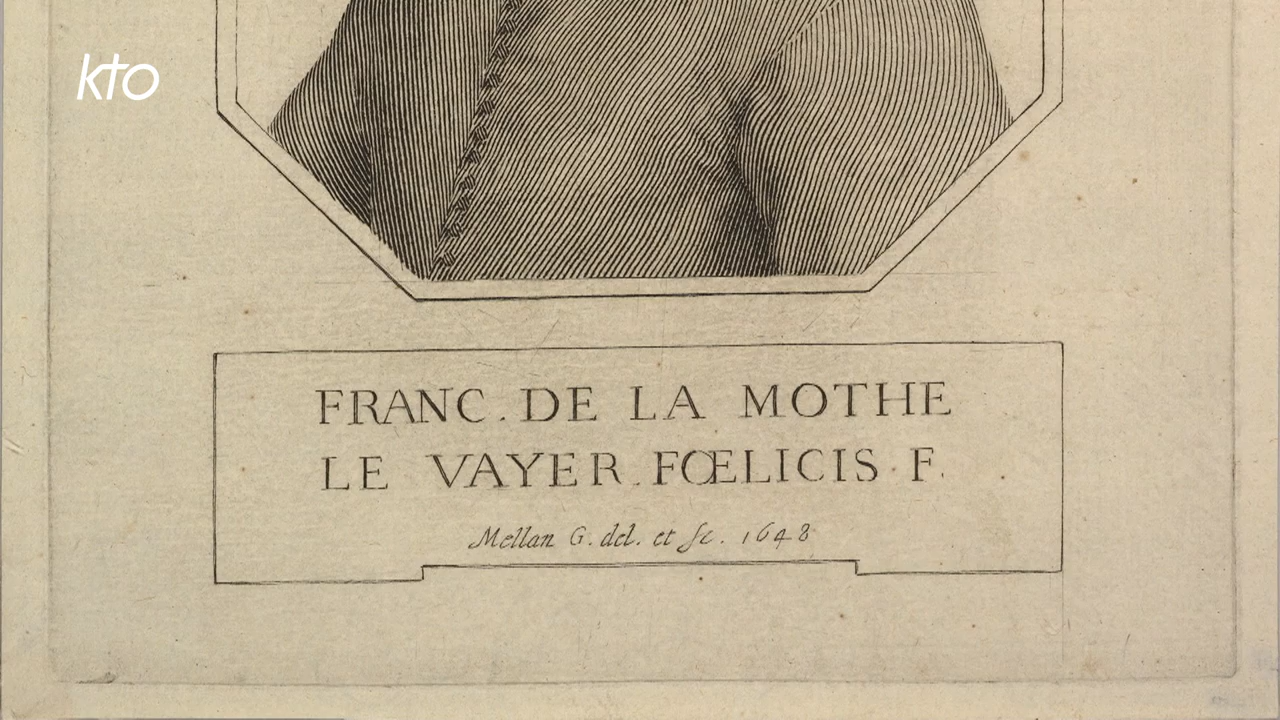 kto
FRANC. DE LA MOTHE
LE VAYER. FŒLICIS F.
Mellan G. del. et sc. 1648